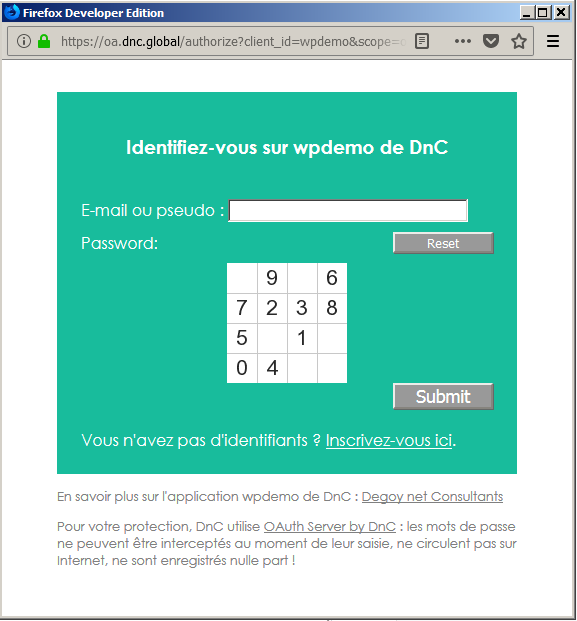 Firefox Developer Edition
https://oa.dnc.global/authorize?client_id=wpdemo&scope=
Identifiez-vous sur wpdemo de DnC
E-mail ou pseudo :
Password:
Reset
9 6
7 2 3 8
5 1
0 4
Submit
Vous n'avez pas d'identifiants ? Inscrivez-vous ici.
En savoir plus sur l'application wpdemo de DnC : Degoy net Consultants
Pour votre protection, DnC utilise OAuth Server by DnC : les mots de passe
ne peuvent être interceptés au moment de leur saisie, ne circulent pas sur
Internet, ne sont enregistrés nulle part !